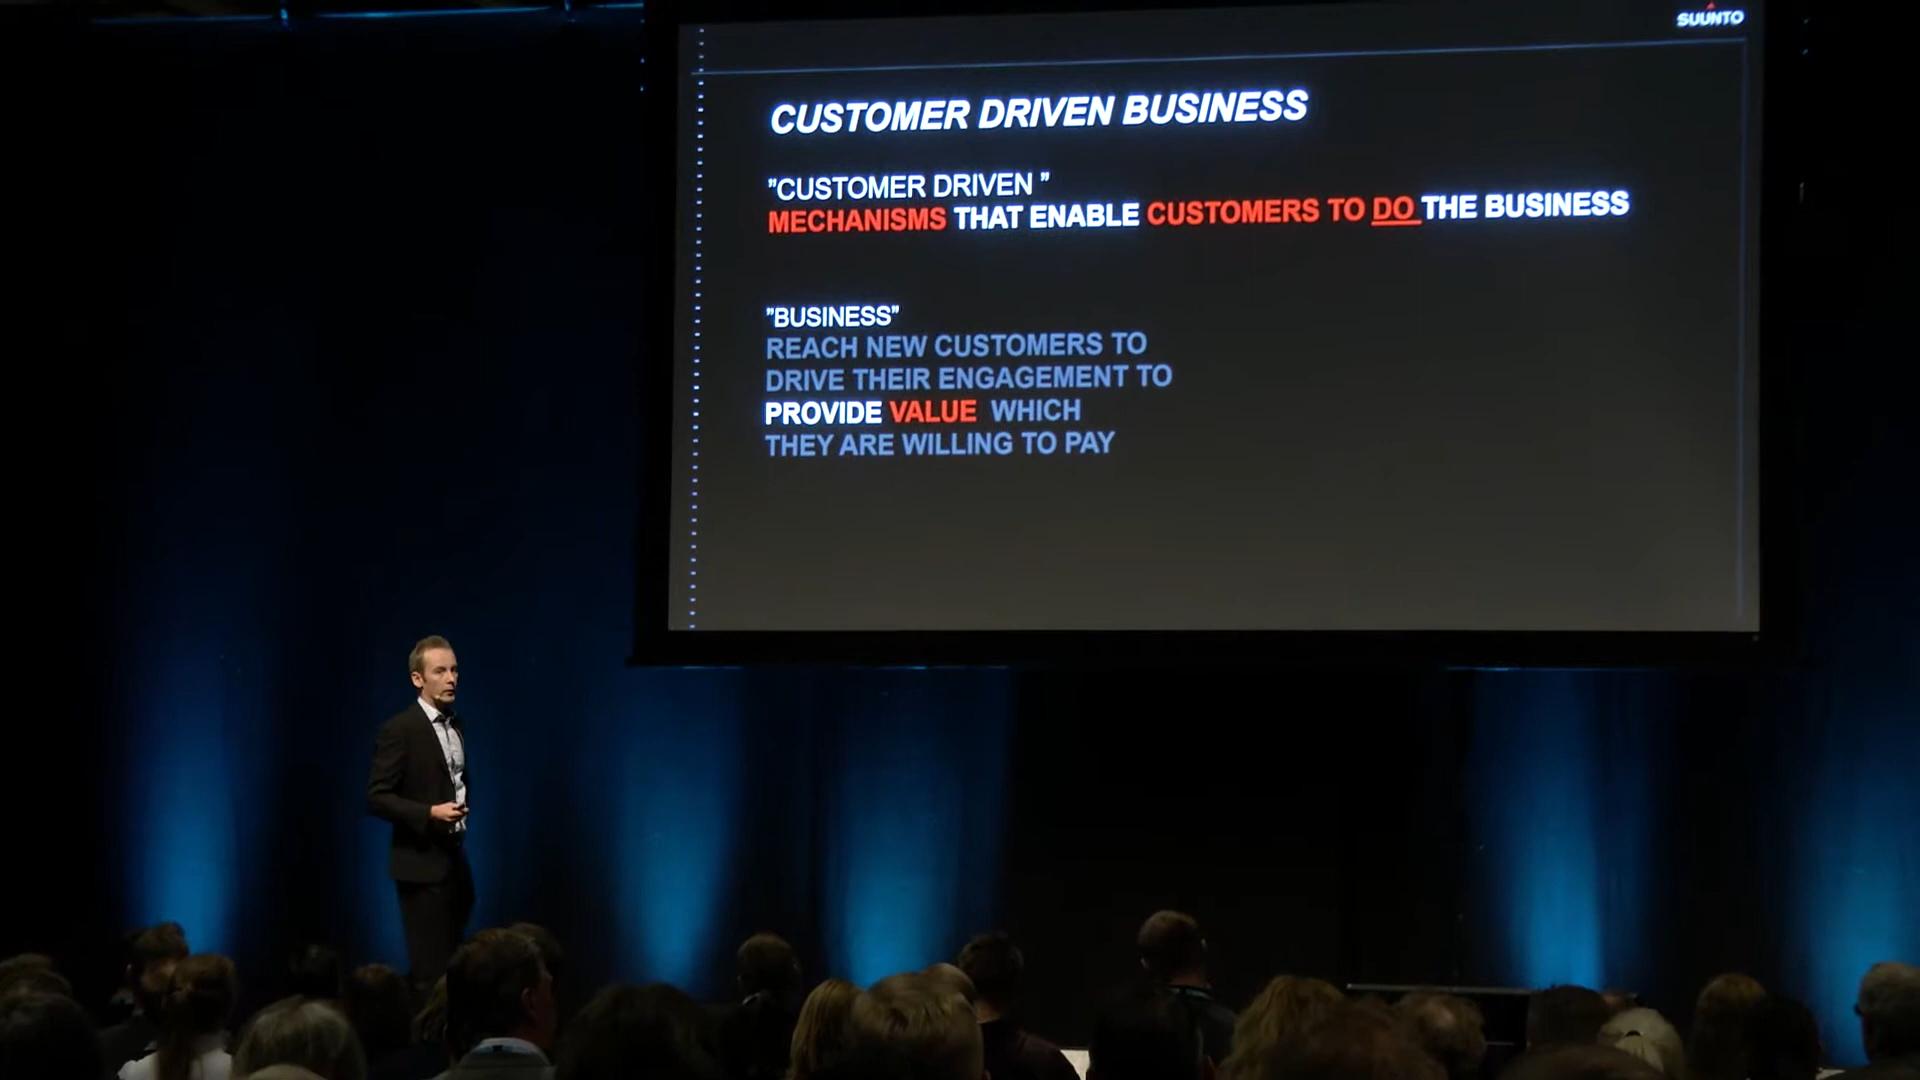 SUUNTO
CUSTOMER DRIVEN BUSINESS
”CUSTOMER DRIVEN ”
MECHANISMS THAT ENABLE CUSTOMERS TO DO THE BUSINESS
”BUSINESS”
REACH NEW CUSTOMERS TO
DRIVE THEIR ENGAGEMENT TO
PROVIDE VALUE WHICH
THEY ARE WILLING TO PAY